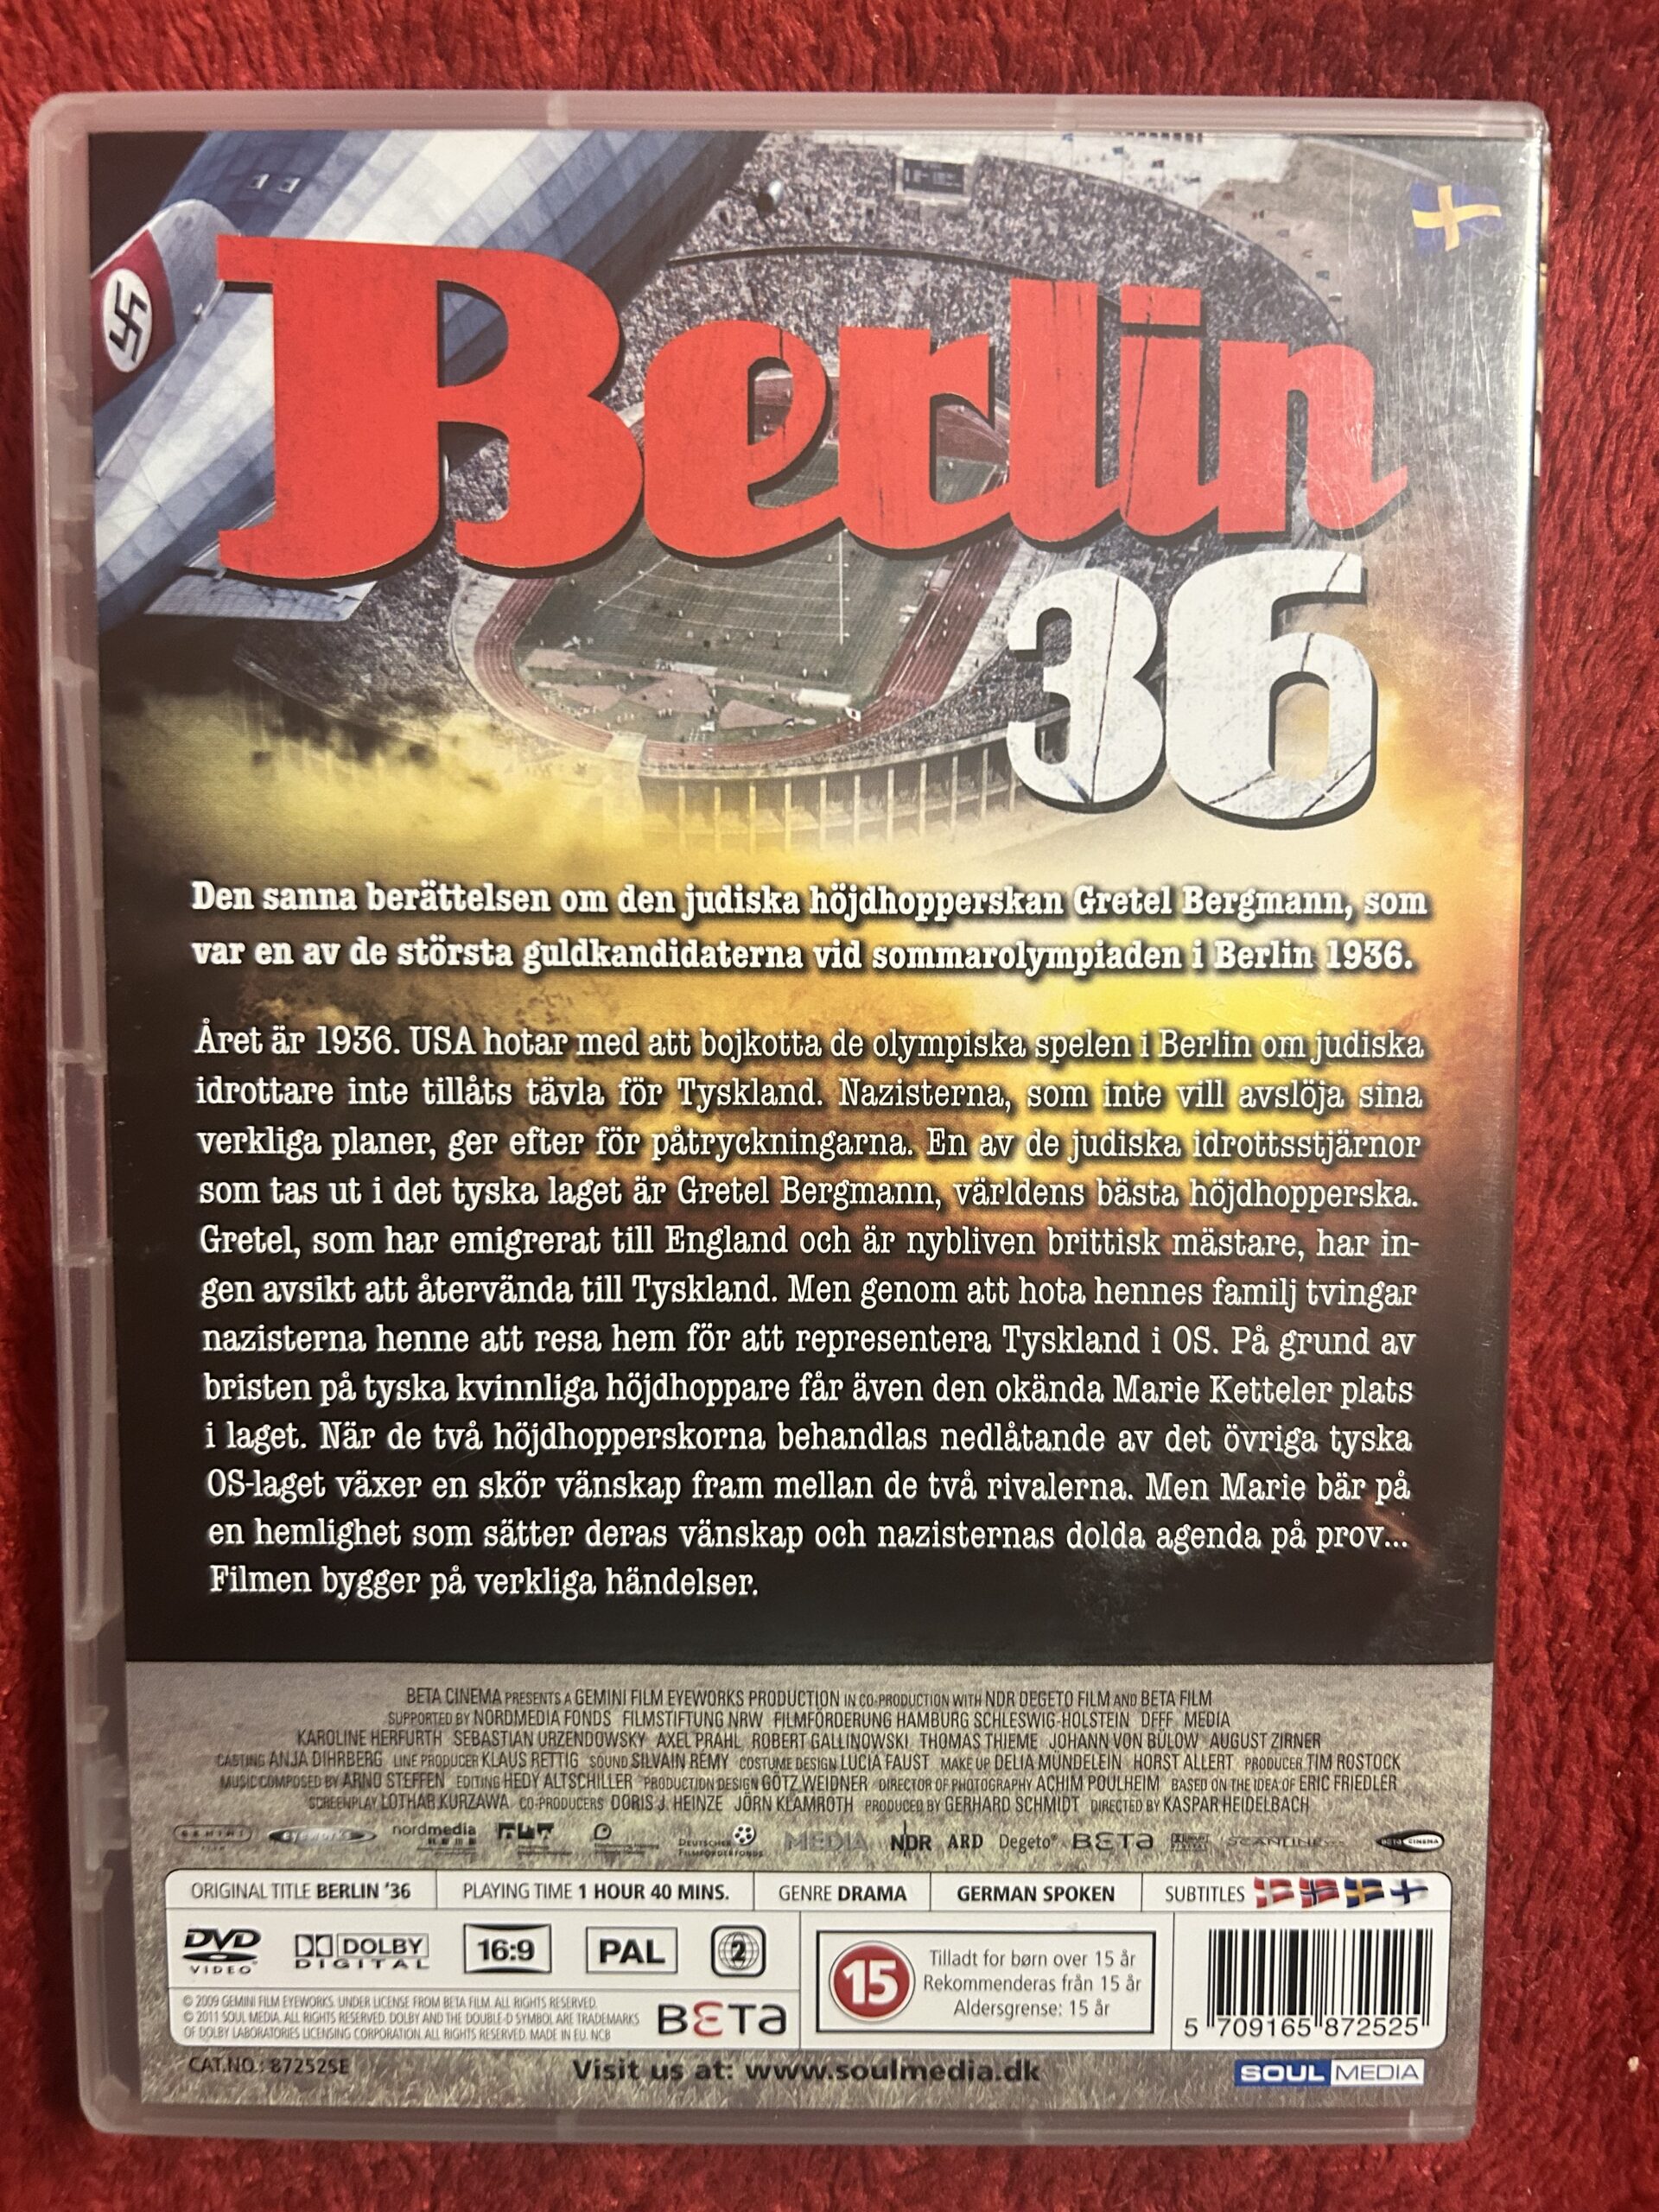 Berlin
36
Den sanna berättelsen om den judiska höjdhopperskan Gretel Bergmann, som
var en av de största guldkandidaterna vid sommarolympiaden i Berlin 1936.
Året är 1936. USA hotar med att bojkotta de olympiska spelen i Berlin om judiska
idrottare inte tillåts tävla för Tyskland. Nazisterna, som inte vill avslöja sina
verkliga planer, ger efter för påtryckningarna. En av de judiska idrottsstjärnor
som tas ut i det tyska laget är Gretel Bergmann, världens bästa höjdhopperska.
Gretel, som har emigrerat till England och är nybliven brittisk mästare, har in-
gen avsikt att återvända till Tyskland. Men genom att hota hennes familj tvingar
nazisterna henne att resa hem för att representera Tyskland i OS. På grund av
bristen på tyska kvinnliga höjdhoppare får även den okända Marie Ketteler plats
i laget. När de två höjdhopperskorna behandlas nedlåtande av det övriga tyska
OS-laget växer en skör vänskap fram mellan de två rivalerna. Men Marie bär på
en hemlighet som sätter deras vänskap och nazisternas dolda agenda på prov...
Filmen bygger på verkliga händelser.
BETA CINEMA PRESENTS A GEMINI FILM EYEWORKS PRODUCTION IN CO-PRODUCTION WITH NDR DEGETO FILM AND BETA FILM
SUPPORTED BY NORDMEDIA FONDS FILMSTIFTUNG NRW FILMFÖRDERUNG HAMBURG SCHLESWIG-HOLSTEIN DFFF MEDIA
KAROLINE HERFURTH SEBASTIAN URZENDOWSKY AXEL PRAHL ROBERT GALLINOWSKI THOMAS THIEME JOHANN VON BÜLOW AUGUST ZIRNER
CASTING ANJA DIHRBERG LINE PRODUCER KLAUS RETTIG SOUND SILVAIN REMY COSTUME DESIGN LUCIA FAUST MAKE UP DELIA MÜNDELEIN HORST ALLERT PRODUCER TIM ROSTOCK
MUSIC COMPOSED BY ARNO STEFFEN EDITING HEDY ALTSCHILLER PRODUCTION DESIGN GÖTZ WEIDNER DIRECTOR OF PHOTOGRAPHY ACHIM POULHEIM BASED ON THE IDEA OF ERIC FRIEDLER
SCREENPLAY LOTHAR KURZAWA CO-PRODUCERS DORIS J. HEINZE JÖRN KLAMROTH PRODUCED BY GERHARD SCHMIDT DIRECTED BY KASPAR HEIDELBACH
GEMINI eyeworks nordmedia DEUTSCHER FILMFÖRDERFONDS MEDIA NDR ARD Degeto BETA SCANLINE CINEMA
ORIGINAL TITLE BERLIN '36 PLAYING TIME 1 HOUR 40 MINS. GENRE DRAMA GERMAN SPOKEN SUBTITLES
DVD VIDEO DOLBY DIGITAL 16:9 PAL 2
15
Tilladt for børn over 15 år
Rekommenderas från 15 år
Aldersgrense: 15 år
5 709165 872525
© 2009 GEMINI FILM EYEWORKS. UNDER LICENSE FROM BETA FILM. ALL RIGHTS RESERVED.
© 2011 SOUL MEDIA. ALL RIGHTS RESERVED. DOLBY AND THE DOUBLE-D SYMBOL ARE TRADEMARKS
OF DOLBY LABORATORIES LICENSING CORPORATION. ALL RIGHTS RESERVED. MADE IN EU. NCB
BETA
CAT.NO.: 87252SE
Visit us at: www.soulmedia.dk
SOUL MEDIA